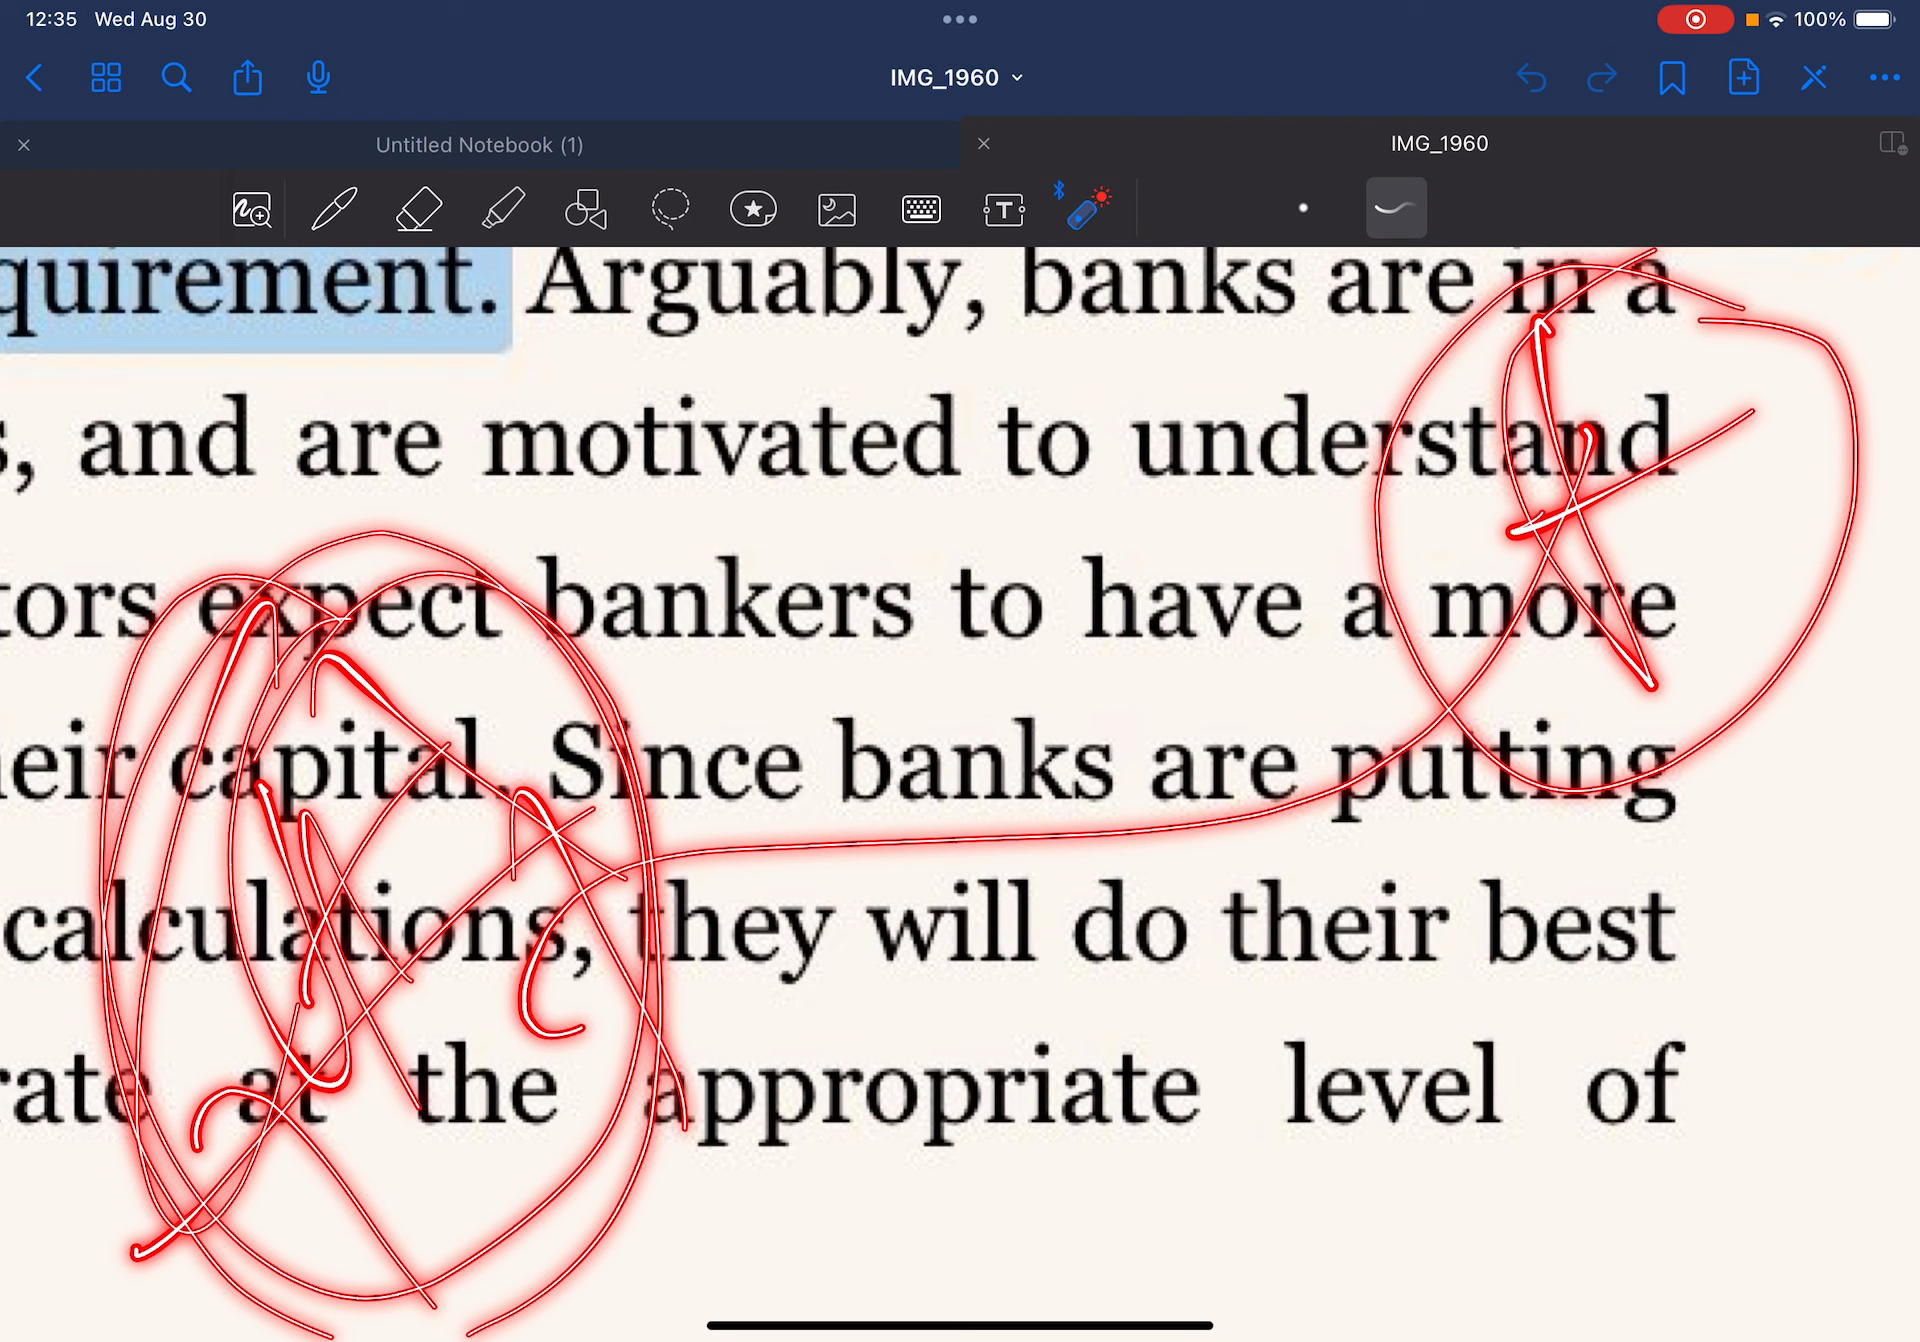 12:35 Wed Aug 30
100%
IMG_1960
Untitled Notebook (1)
IMG_1960
quirement. Arguably, banks are in a
s, and are motivated to understand
tors expect bankers to have a more
eir capital. Since banks are putting
calculations, they will do their best
rate at the appropriate level of